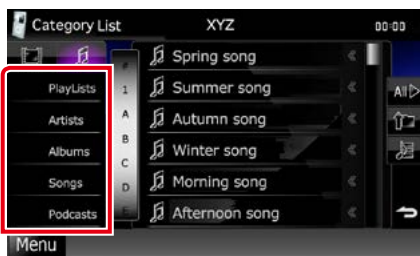 Category List XYZ 00:00
# Spring song
PlayLists 1 Summer song All
Artists A Autumn song
Albums B Winter song
Songs C Morning song
Podcasts D Afternoon song
E
Menu